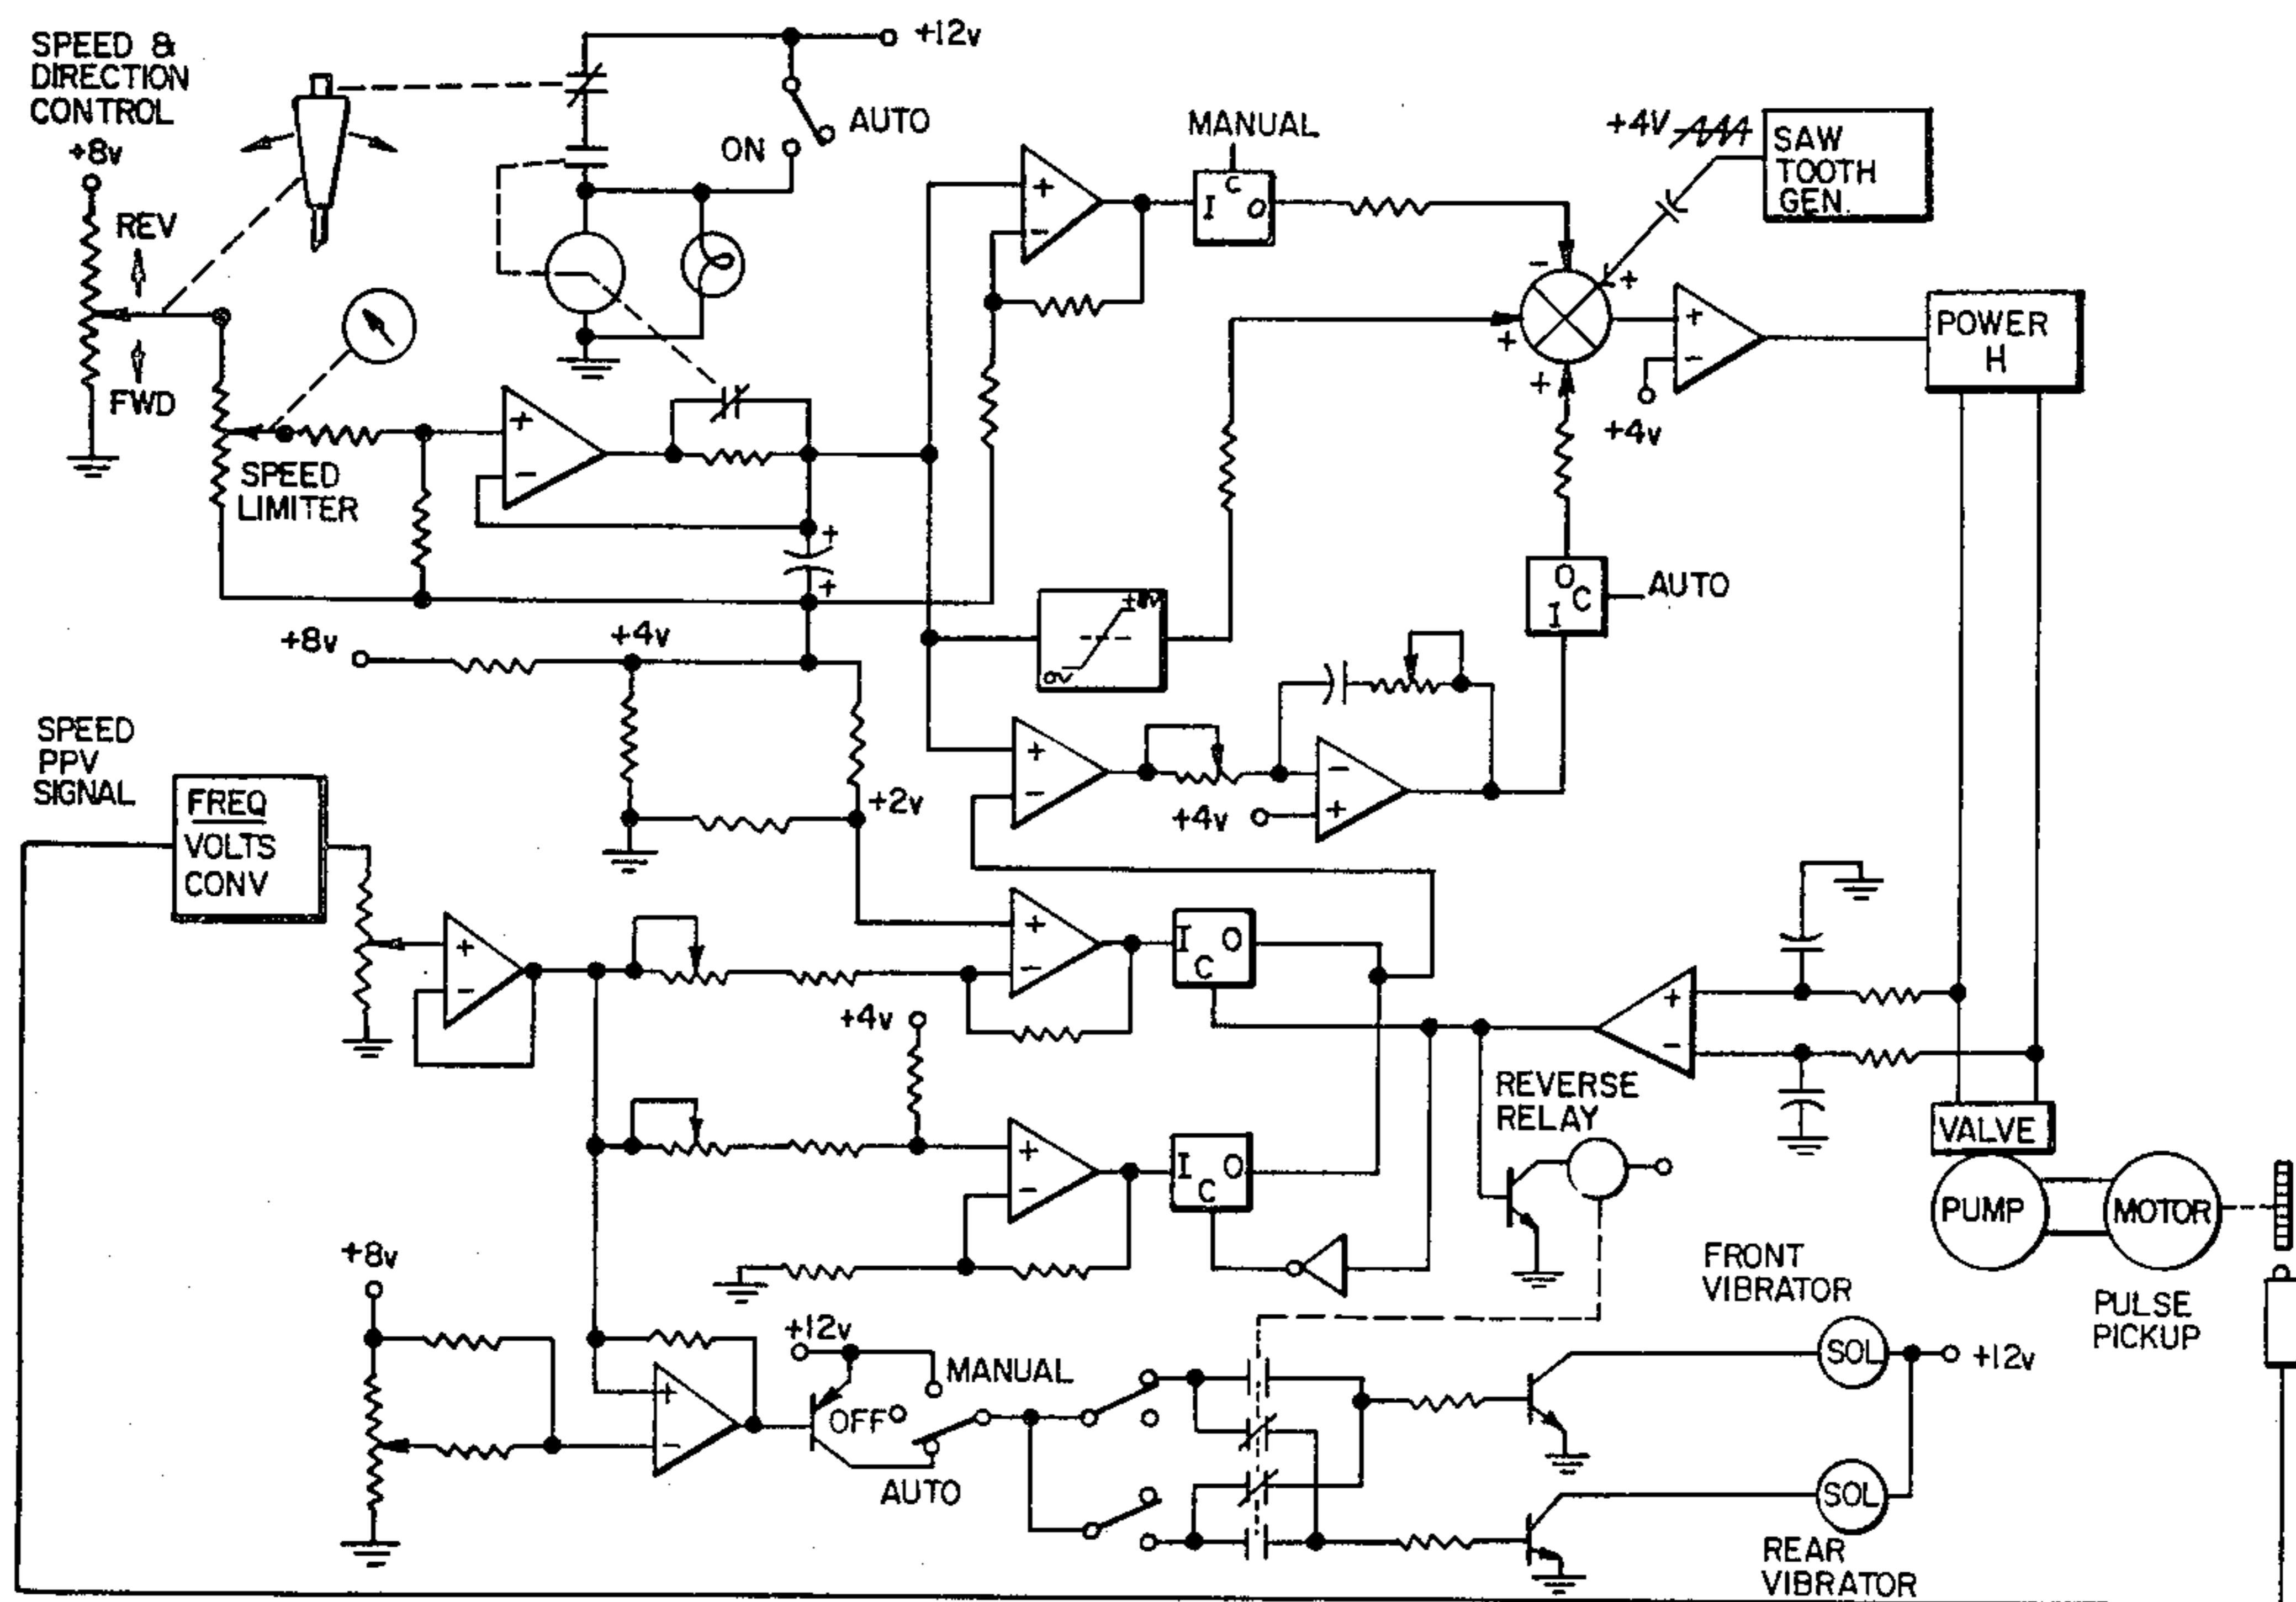 SPEED &
DIRECTION
CONTROL
+8v
REV
FWD
SPEED
LIMITER
+12v
AUTO
ON
MANUAL
I C O
+4V
SAW
TOOTH
GEN.
-
+
+
+
+
-
+
-
+4v
POWER
H
+
-
+
+
+8v
0v
O
C
I
AUTO
+8v
+4v
+2v
+
-
-
+
+4v
SPEED
PPV
SIGNAL
FREQ
VOLTS
CONV
+
-
+
-
I O
C
+4v
+
-
I O
C
+
-
REVERSE
RELAY
VALVE
PUMP
MOTOR
PULSE
PICKUP
+8v
+
-
+12v
MANUAL
OFF
AUTO
FRONT
VIBRATOR
SOL
+12v
SOL
REAR
VIBRATOR